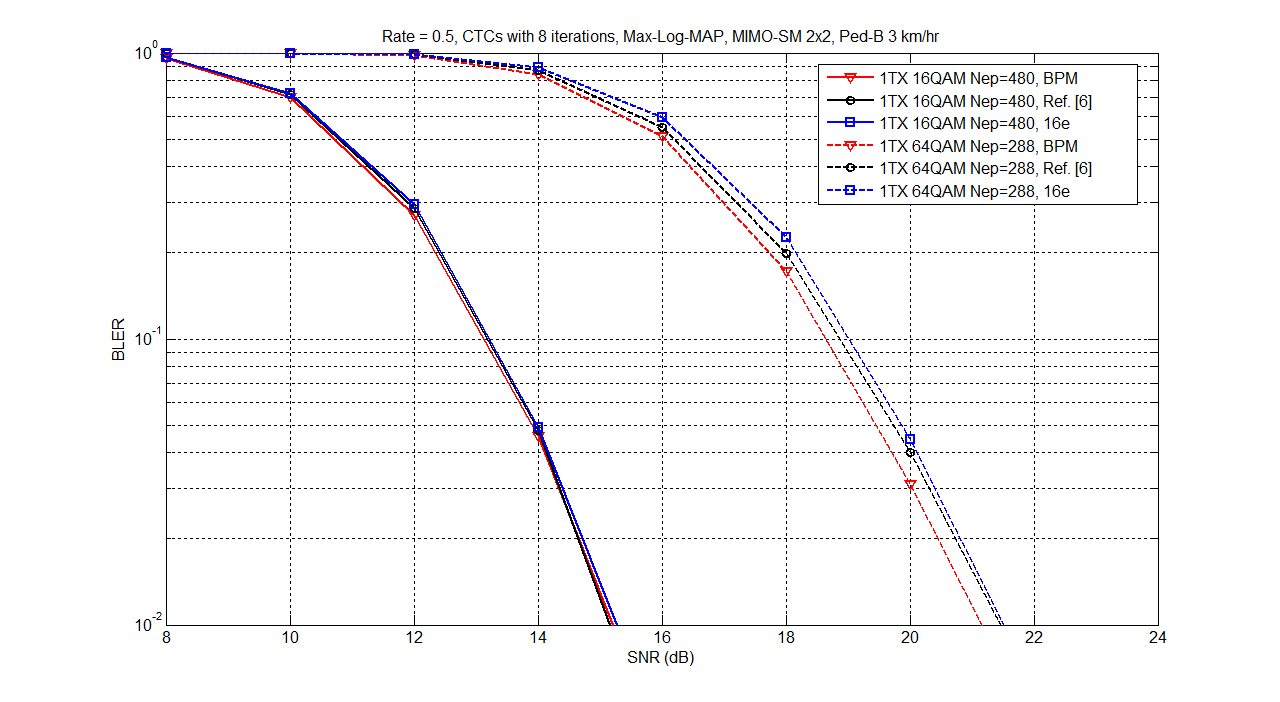 Rate = 0.5, CTCs with 8 iterations, Max-Log-MAP, MIMO-SM 2x2, Ped-B 3 km/hr
10^0
1TX 16QAM Nep=480, BPM
1TX 16QAM Nep=480, Ref. [6]
1TX 16QAM Nep=480, 16e
1TX 64QAM Nep=288, BPM
1TX 64QAM Nep=288, Ref. [6]
1TX 64QAM Nep=288, 16e
BLER
10^-1
10^-2
8 10 12 14 16 18 20 22 24
SNR (dB)